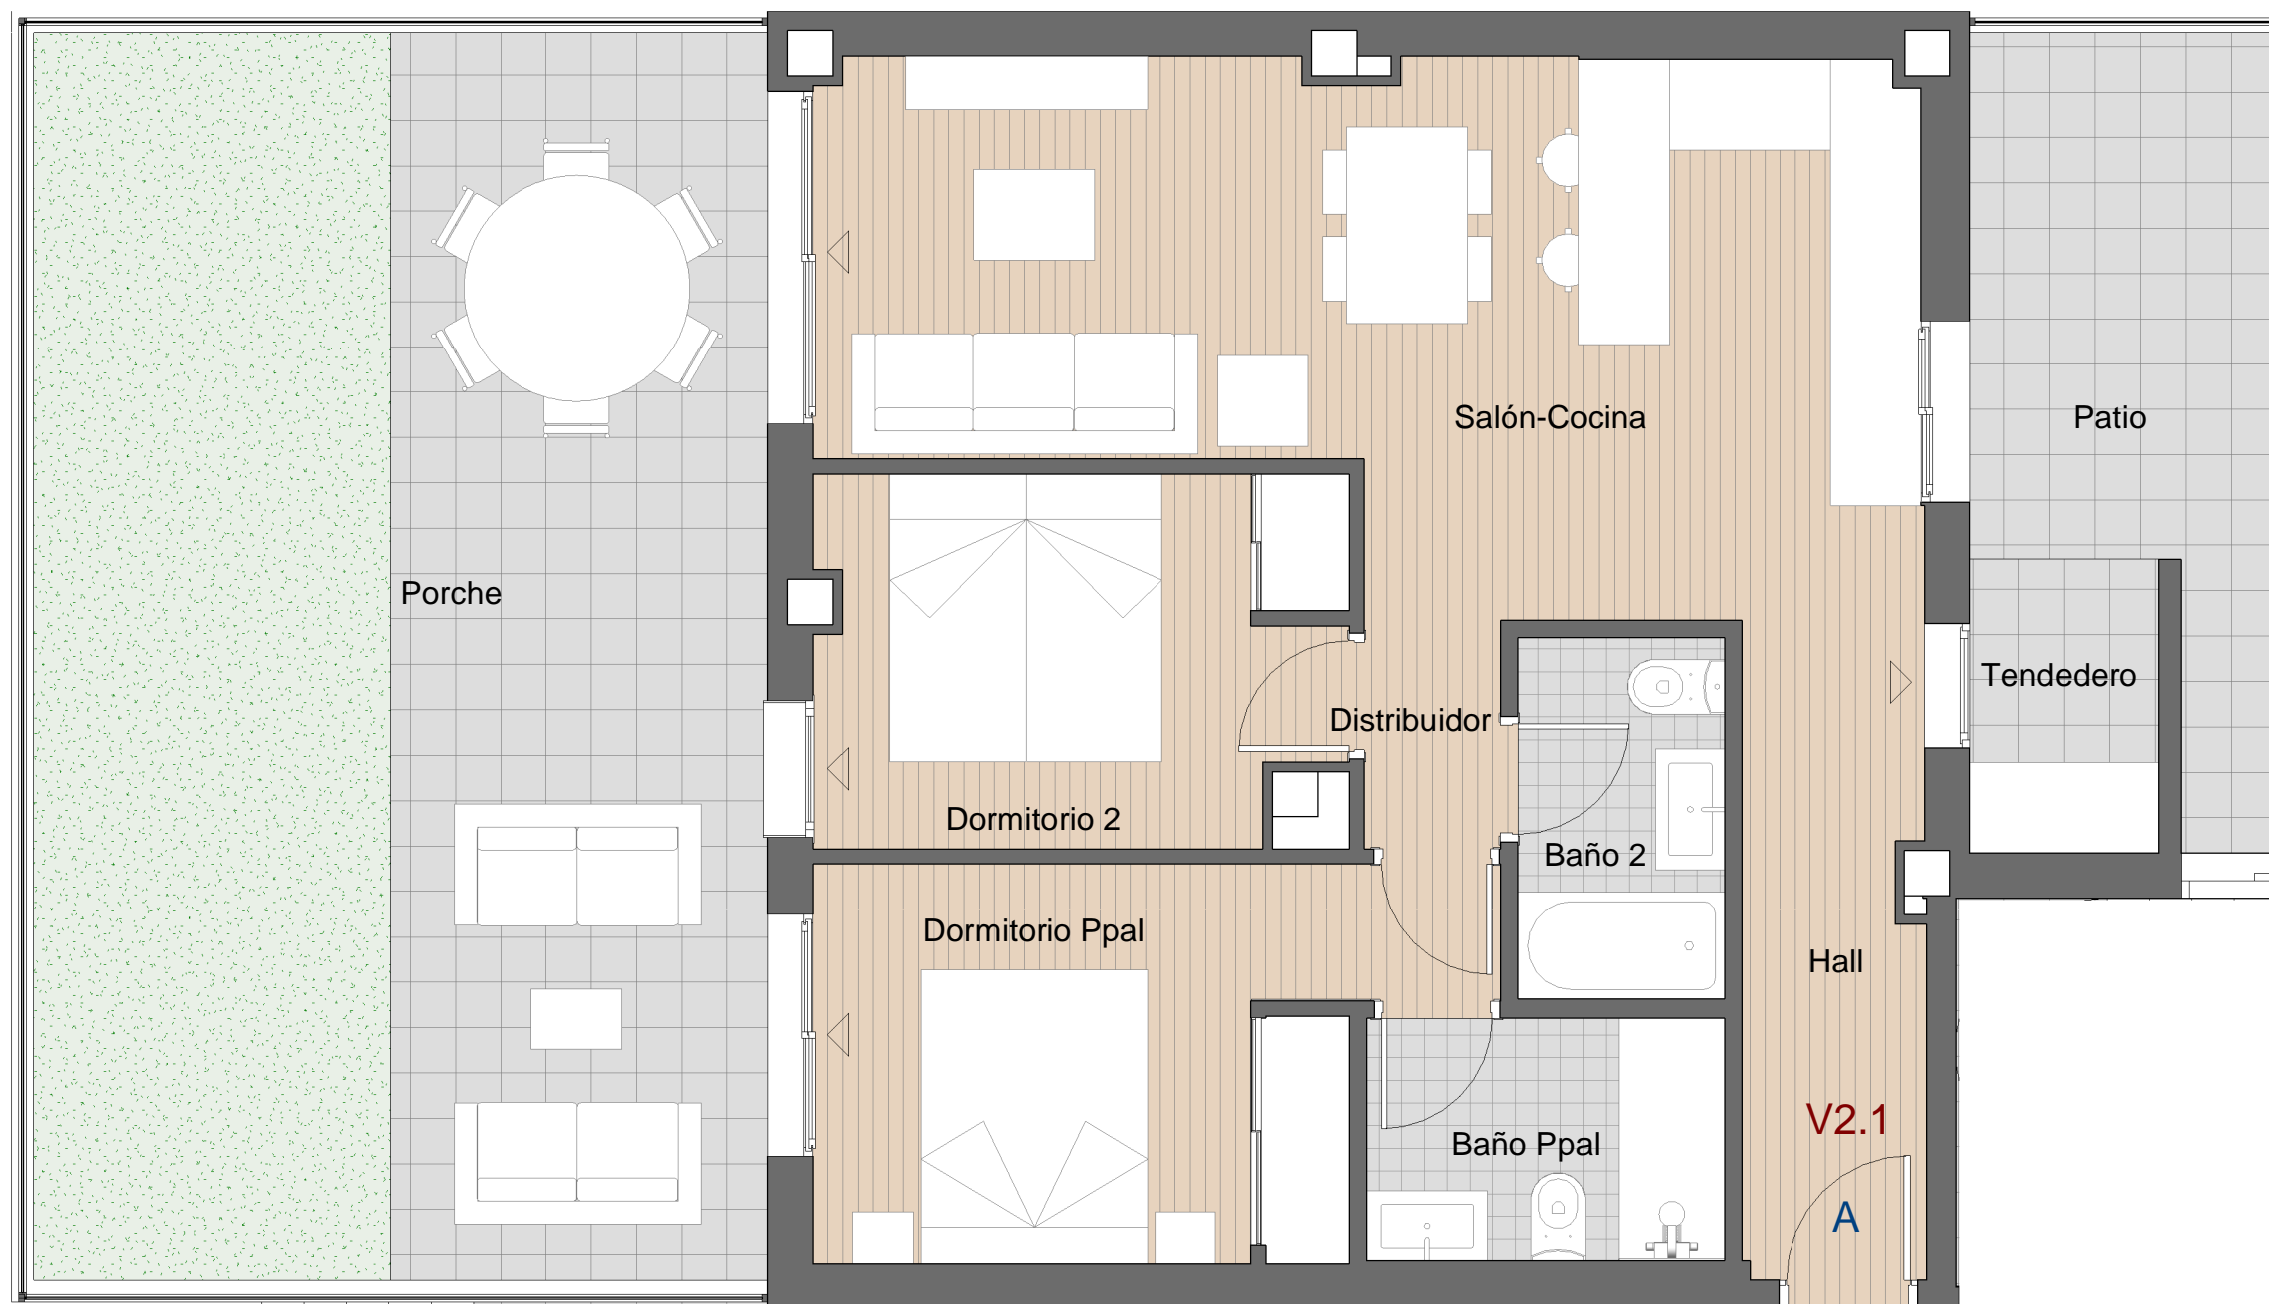 Salón-Cocina
Patio
Porche
Tendedero
Distribuidor
Dormitorio 2
Baño 2
Dormitorio Ppal
Hall
V2.1
Baño Ppal
A